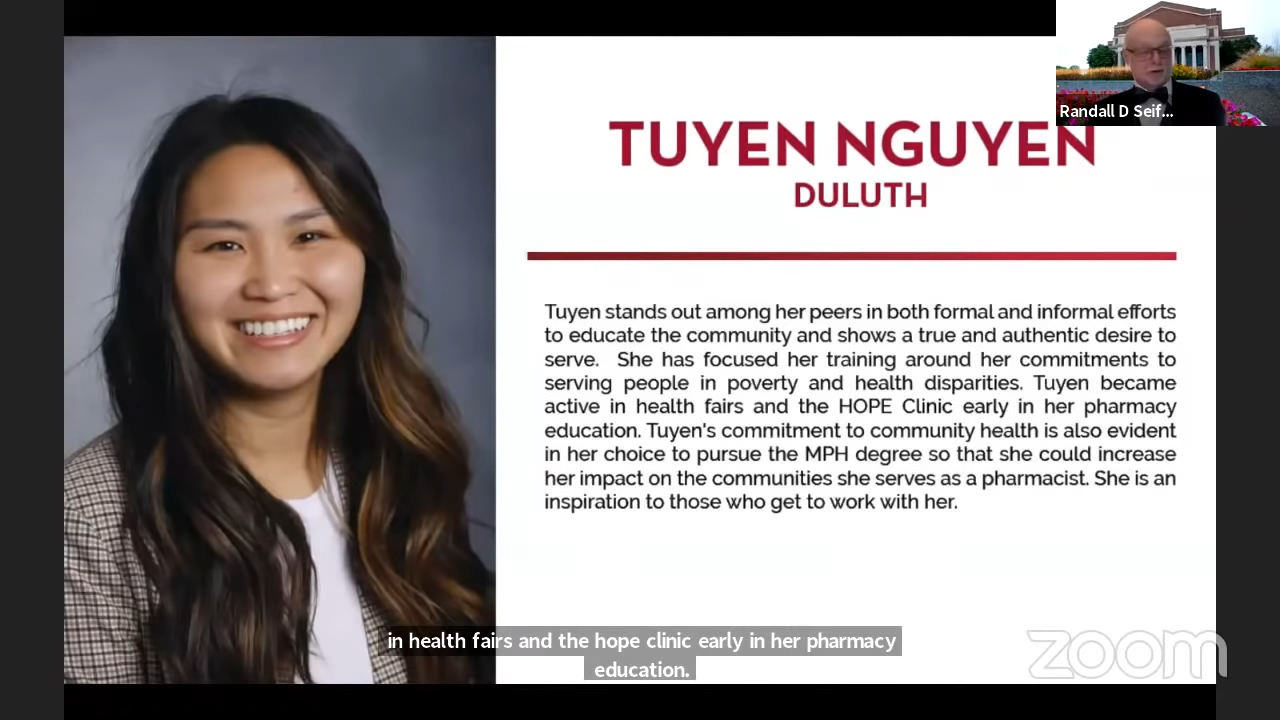 Randall D Seif...
TUYEN NGUYEN
DULUTH
Tuyen stands out among her peers in both formal and informal efforts
to educate the community and shows a true and authentic desire to
serve. She has focused her training around her commitments to
serving people in poverty and health disparities. Tuyen became
active in health fairs and the HOPE Clinic early in her pharmacy
education. Tuyen's commitment to community health is also evident
in her choice to pursue the MPH degree so that she could increase
her impact on the communities she serves as a pharmacist. She is an
inspiration to those who get to work with her.
in health fairs and the hope clinic early in her pharmacy
education.
zoom